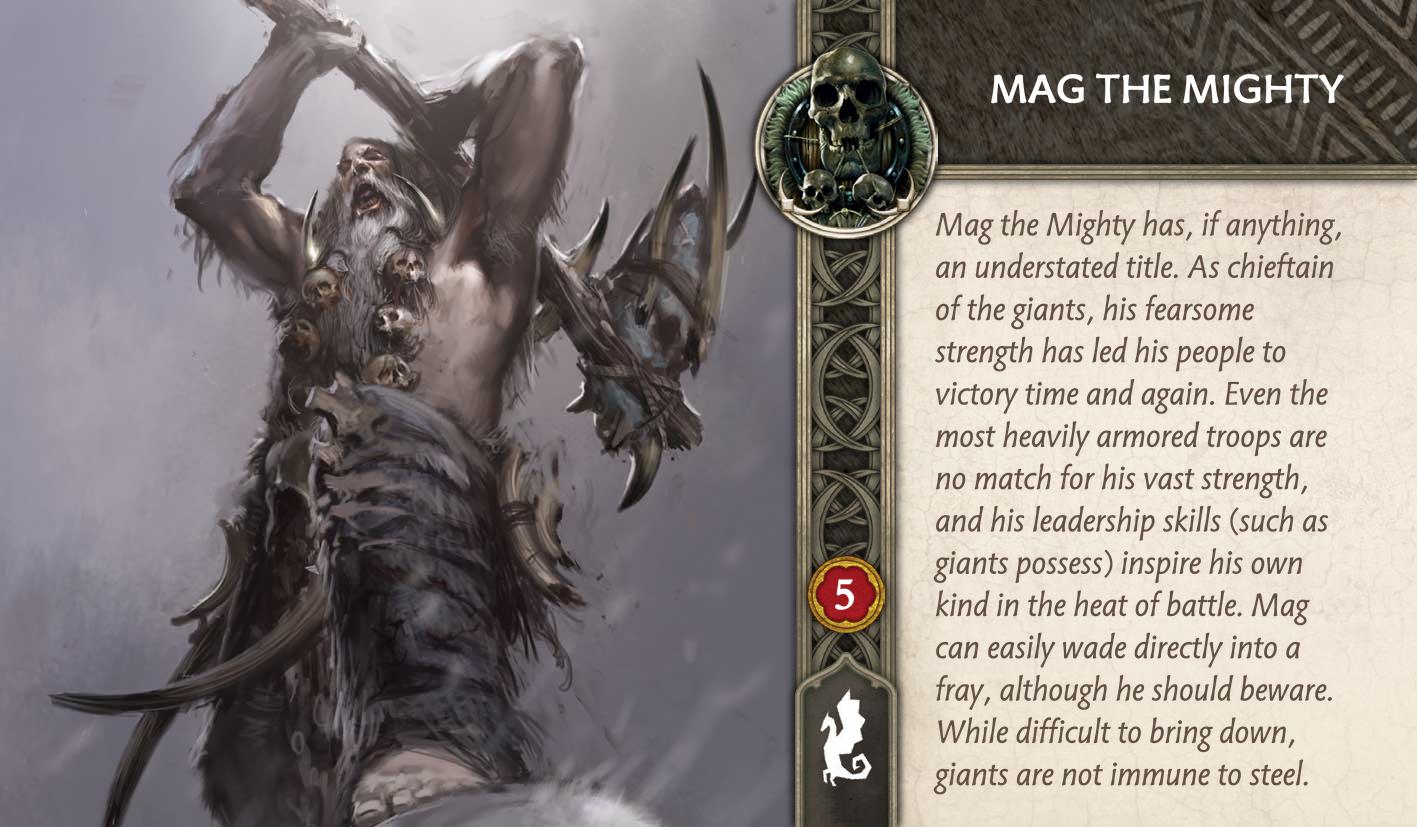 MAG THE MIGHTY
Mag the Mighty has, if anything,
an understated title. As chieftain
of the giants, his fearsome
strength has led his people to
victory time and again. Even the
most heavily armored troops are
no match for his vast strength,
and his leadership skills (such as
giants possess) inspire his own
kind in the heat of battle. Mag
can easily wade directly into a
fray, although he should beware.
While difficult to bring down,
giants are not immune to steel.
5